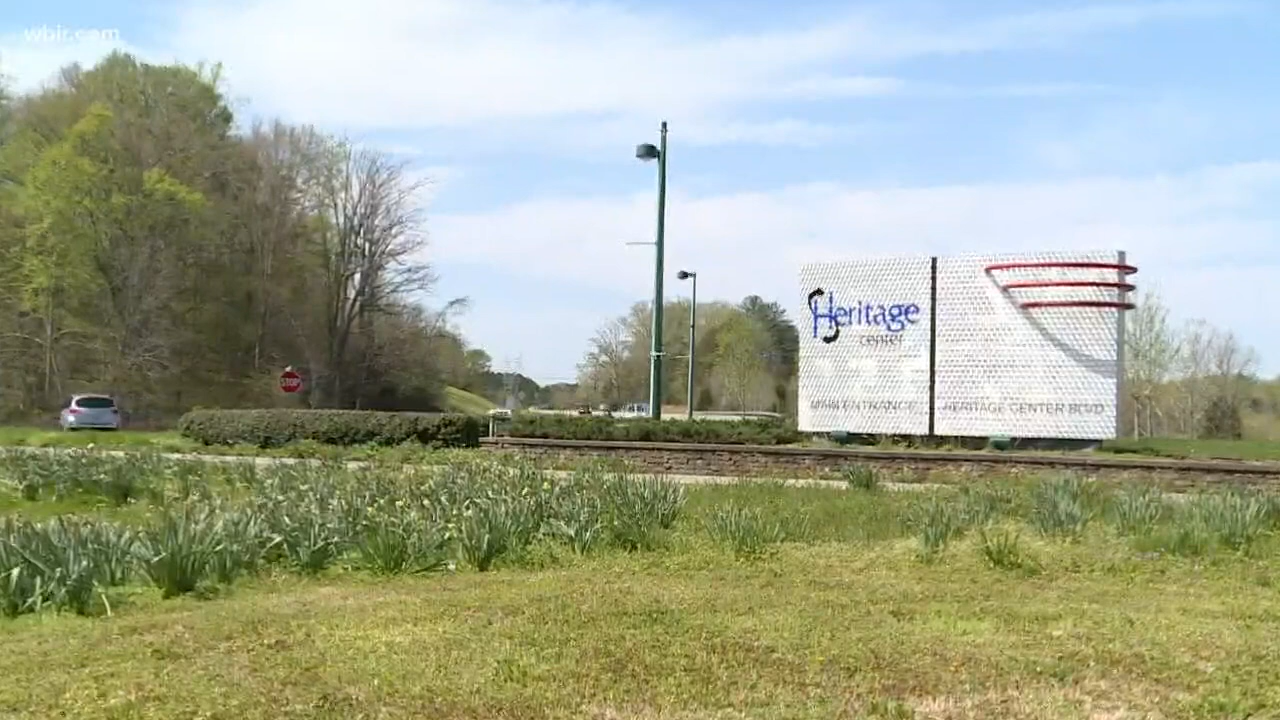 wbir.com
STOP
Heritage
center
MAIN ENTRANCE
HERITAGE CENTER BLVD